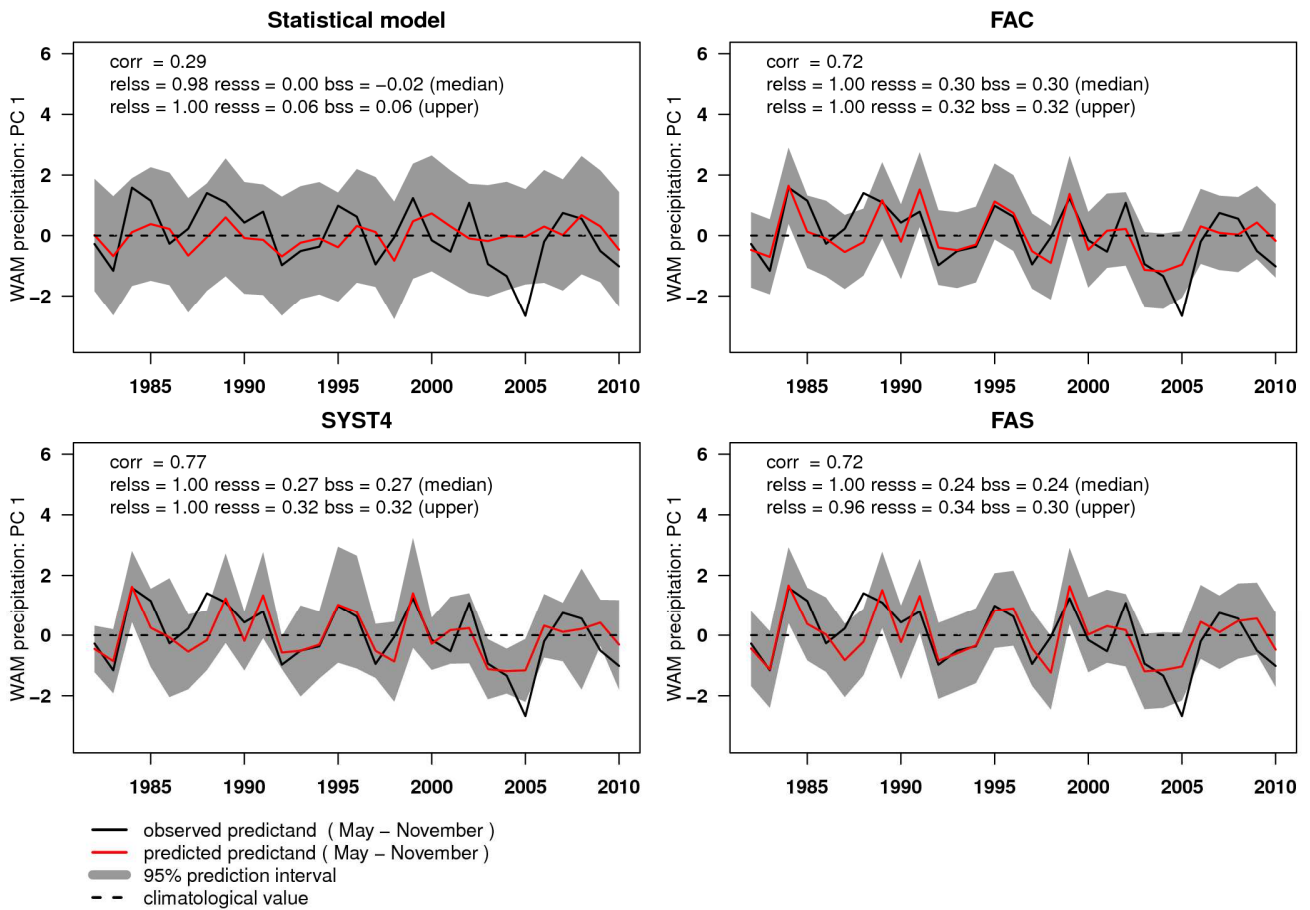 Statistical model
corr = 0.29
relss = 0.98 resss = 0.00 bss = −0.02 (median)
relss = 1.00 resss = 0.06 bss = 0.06 (upper)
WAM precipitation: PC 1
6
4
2
0
−2
1985 1990 1995 2000 2005 2010
FAC
corr = 0.72
relss = 1.00 resss = 0.30 bss = 0.30 (median)
relss = 1.00 resss = 0.32 bss = 0.32 (upper)
WAM precipitation: PC 1
6
4
2
0
−2
1985 1990 1995 2000 2005 2010
SYST4
corr = 0.77
relss = 1.00 resss = 0.27 bss = 0.27 (median)
relss = 1.00 resss = 0.32 bss = 0.32 (upper)
WAM precipitation: PC 1
6
4
2
0
−2
1985 1990 1995 2000 2005 2010
FAS
corr = 0.72
relss = 1.00 resss = 0.24 bss = 0.24 (median)
relss = 0.96 resss = 0.34 bss = 0.30 (upper)
WAM precipitation: PC 1
6
4
2
0
−2
1985 1990 1995 2000 2005 2010
observed predictand ( May − November )
predicted predictand ( May − November )
95% prediction interval
climatological value